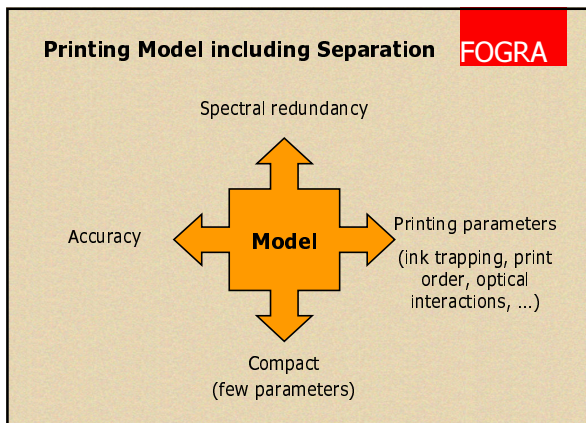 Printing Model including Separation
FOGRA
Spectral redundancy
Accuracy
Model
Printing parameters
(ink trapping, print
order, optical
interactions, ...)
Compact
(few parameters)